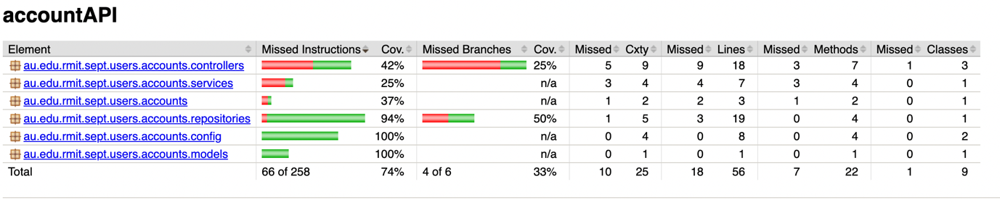 accountAPI
Element Missed Instructions Cov. Missed Branches Cov. Missed Cxty Missed Lines Missed Methods Missed Classes
au.edu.rmit.sept.users.accounts.controllers 42% 25% 5 9 9 18 3 7 1 3
au.edu.rmit.sept.users.accounts.services 25% n/a 3 4 4 7 3 4 0 1
au.edu.rmit.sept.users.accounts 37% n/a 1 2 2 3 1 2 0 1
au.edu.rmit.sept.users.accounts.repositories 94% 50% 1 5 3 19 0 4 0 1
au.edu.rmit.sept.users.accounts.config 100% n/a 0 4 0 8 0 4 0 2
au.edu.rmit.sept.users.accounts.models 100% n/a 0 1 0 1 0 1 0 1
Total 66 of 258 74% 4 of 6 33% 10 25 18 56 7 22 1 9